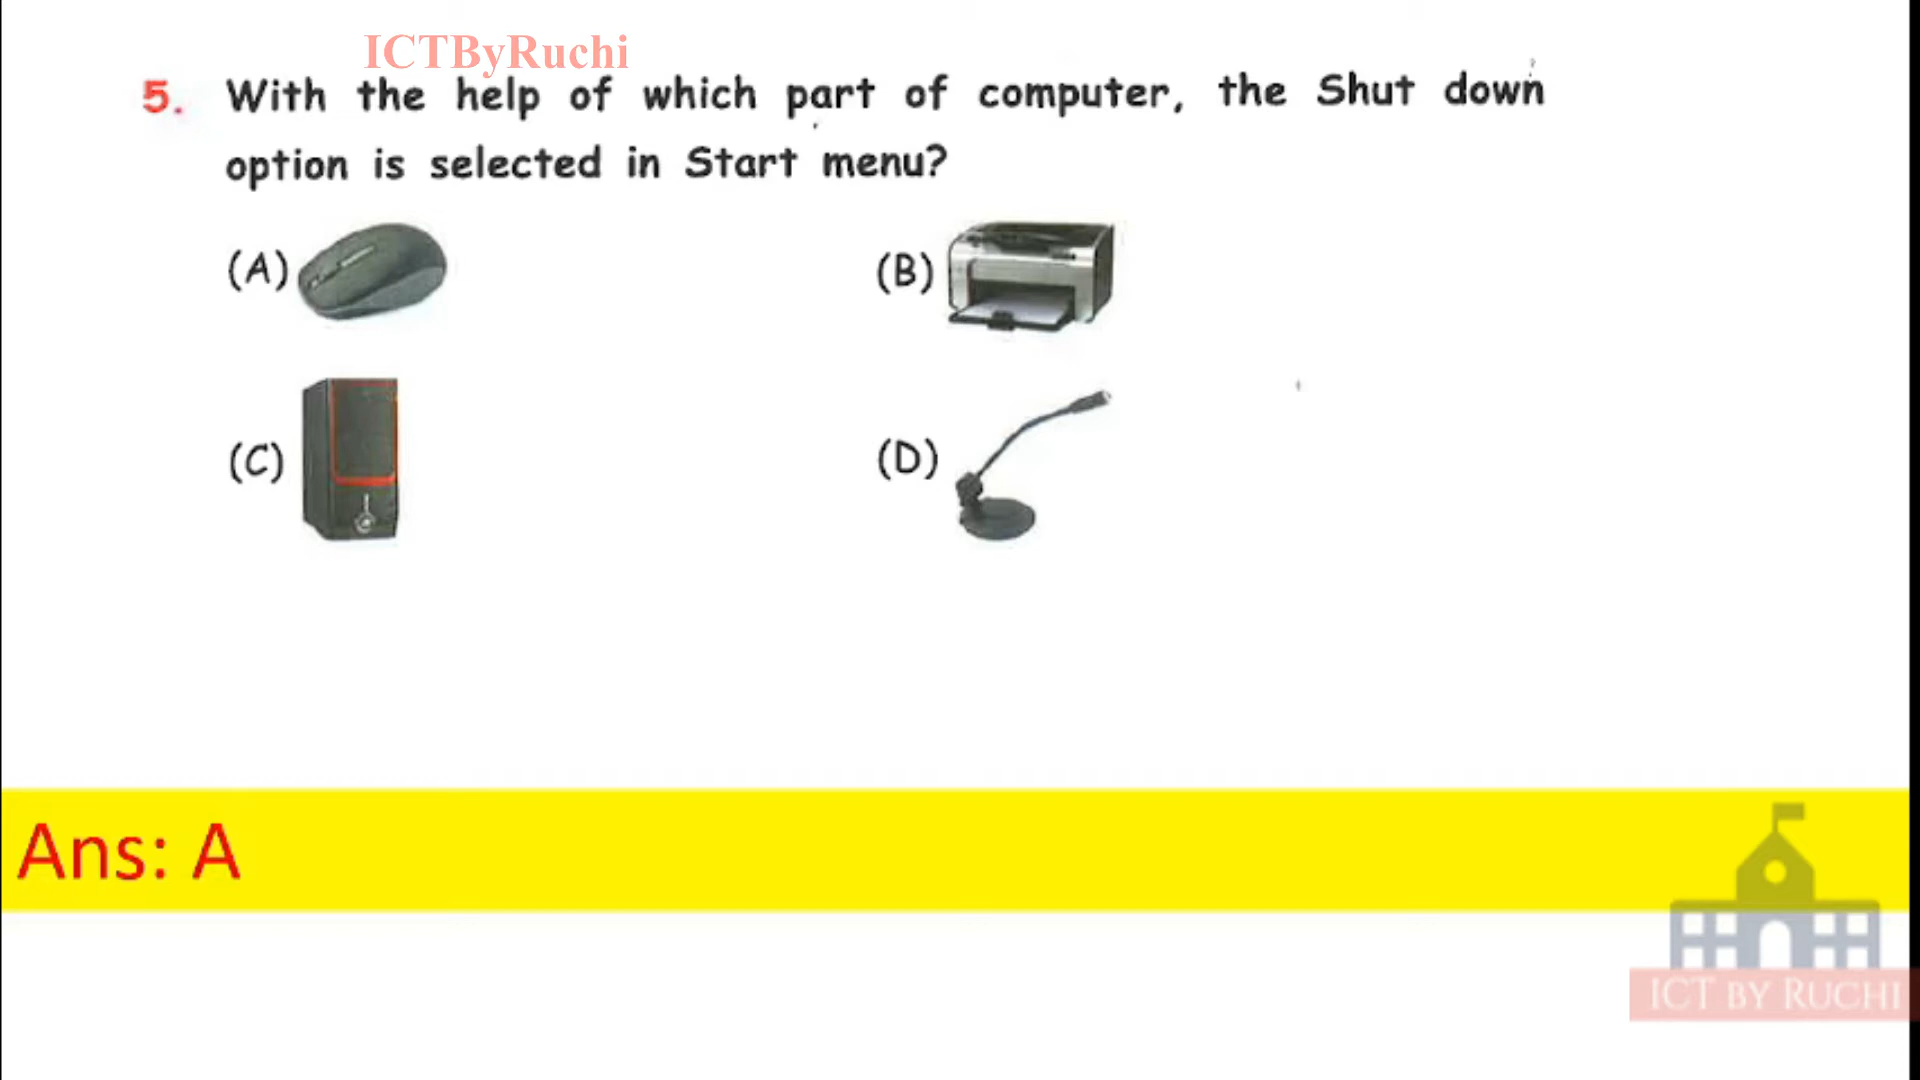 ICTByRuchi
5. With the help of which part of computer, the Shut down
option is selected in Start menu?
(A)
(B)
(C)
(D)
Ans: A
ICT BY RUCHI